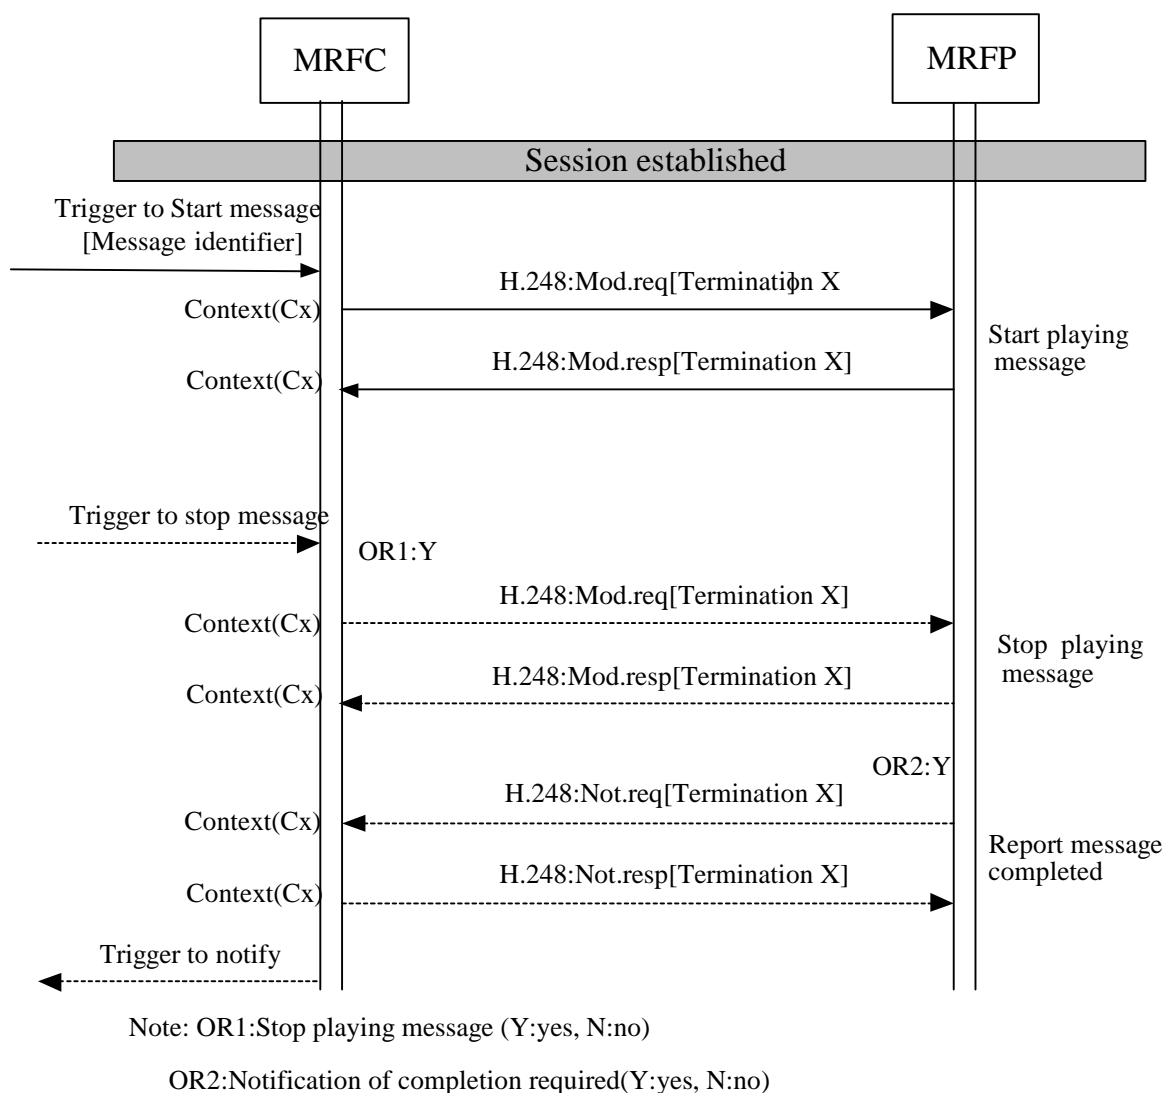 MRFC
MRFP
Session established
Trigger to Start message
[Message identifier]
H.248:Mod.req[Termination X
Context(Cx)
Start playing
message
H.248:Mod.resp[Termination X]
Context(Cx)
Trigger to stop message
OR1:Y
H.248:Mod.req[Termination X]
Context(Cx)
Stop playing
message
H.248:Mod.resp[Termination X]
Context(Cx)
OR2:Y
H.248:Not.req[Termination X]
Context(Cx)
Report message
completed
H.248:Not.resp[Termination X]
Context(Cx)
Trigger to notify
Note: OR1:Stop playing message (Y:yes, N:no)
OR2:Notification of completion required(Y:yes, N:no)